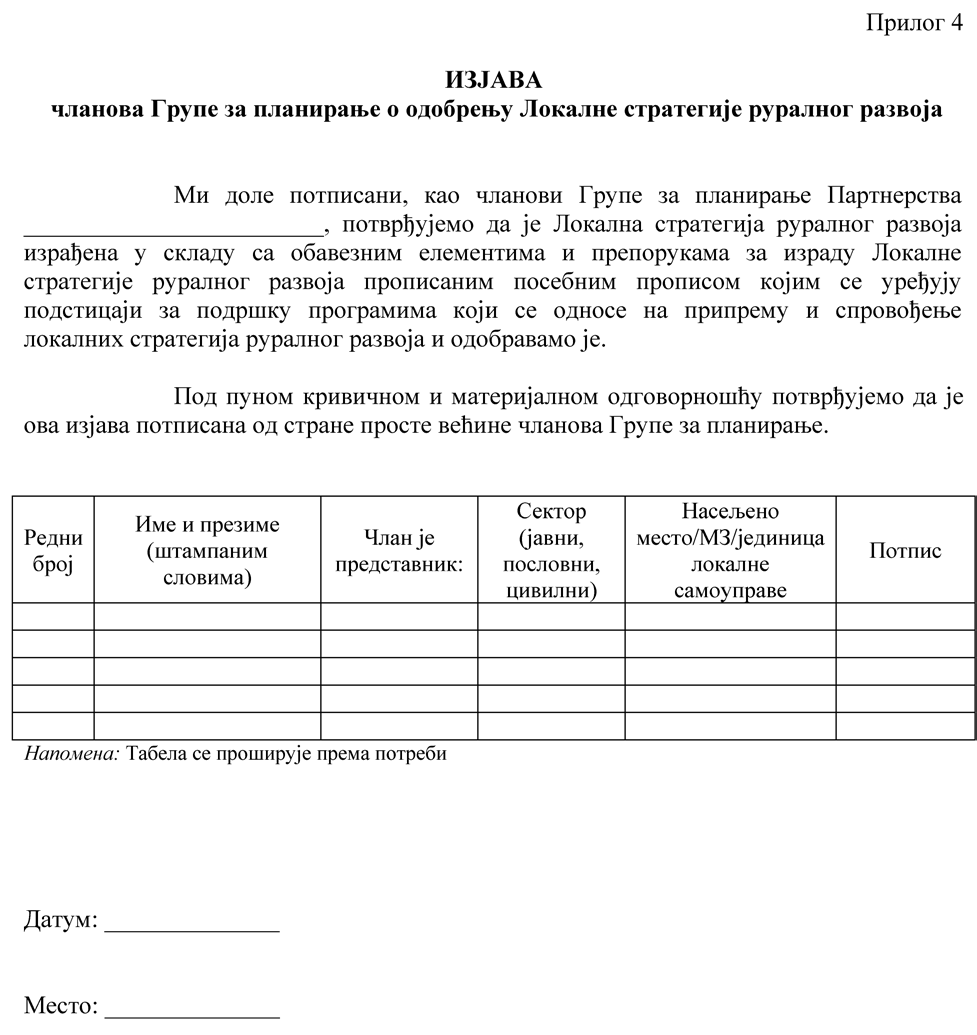 Прилог 4
ИЗЈАВА
чланова Групе за планирање о одобрењу Локалне стратегије руралног развоја
Ми доле потписани, као чланови Групе за планирање Партнерства
________________________, потврђујемо да је Локална стратегија руралног развоја
израђена у складу са обавезним елементима и препорукама за израду Локалне
стратегије руралног развоја прописаним посебним прописом којим се уређују
подстицаји за подршку програмима који се односе на припрему и спровођење
локалних стратегија руралног развоја и одобравамо је.
Под пуном кривичном и материјалном одговорношћу потврђујемо да је
ова изјава потписана од стране просте већине чланова Групе за планирање.
Редни
број
Име и презиме
(штампаним
словима)
Члан је
представник:
Сектор
(јавни,
пословни,
цивилни)
Насељено
место/МЗ/јединица
локалне
самоуправе
Потпис
Напомена: Табела се проширује према потреби
Датум: ______________
Место: ______________